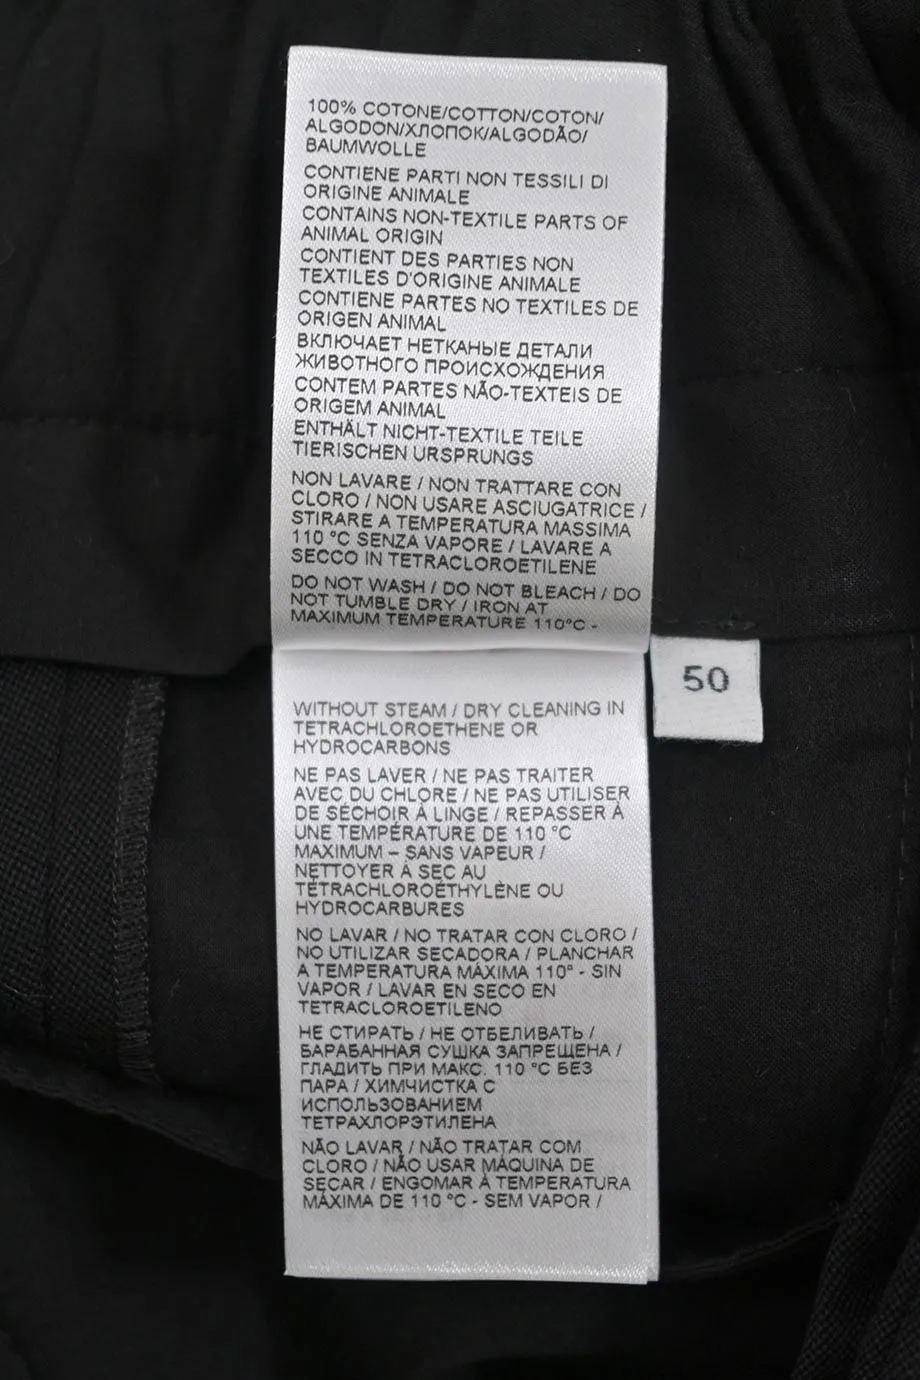 100% COTONE/COTTON/COTON/
ALGODON/ХЛОПОК/ALGODÃO/
BAUMWOLLE
CONTIENE PARTI NON TESSILI DI
ORIGINE ANIMALE
CONTAINS NON-TEXTILE PARTS OF
ANIMAL ORIGIN
CONTIENT DES PARTIES NON
TEXTILES D'ORIGINE ANIMALE
CONTIENE PARTES NO TEXTILES DE
ORIGEN ANIMAL
ВКЛЮЧАЕТ НЕТКАНЫЕ ДЕТАЛИ
ЖИВОТНОГО ПРОИСХОЖДЕНИЯ
CONTEM PARTES NÃO-TEXTEIS DE
ORIGEM ANIMAL
ENTHÄLT NICHT-TEXTILE TEILE
TIERISCHEN URSPRUNGS
NON LAVARE / NON TRATTARE CON
CLORO / NON USARE ASCIUGATRICE /
STIRARE A TEMPERATURA MASSIMA
110 °C SENZA VAPORE / LAVARE A
SECCO IN TETRACLOROETILENE
DO NOT WASH / DO NOT BLEACH / DO
NOT TUMBLE DRY / IRON AT
MAXIMUM TEMPERATURE 110°C -
50
WITHOUT STEAM / DRY CLEANING IN
TETRACHLOROETHENE OR
HYDROCARBONS
NE PAS LAVER / NE PAS TRAITER
AVEC DU CHLORE / NE PAS UTILISER
DE SÉCHOIR À LINGE / REPASSER À
UNE TEMPÉRATURE DE 110 °C
MAXIMUM – SANS VAPEUR /
NETTOYER À SEC AU
TÉTRACHLOROÉTHYLÈNE OU
HYDROCARBURES
NO LAVAR / NO TRATAR CON CLORO /
NO UTILIZAR SECADORA / PLANCHAR
A TEMPERATURA MÁXIMA 110° - SIN
VAPOR / LAVAR EN SECO EN
TETRACLOROETILENO
НЕ СТИРАТЬ / НЕ ОТБЕЛИВАТЬ /
БАРАБАННАЯ СУШКА ЗАПРЕЩЕНА /
ГЛАДИТЬ ПРИ МАКС. 110 °C БЕЗ
ПАРА / ХИМЧИСТКА С
ИСПОЛЬЗОВАНИЕМ
ТЕТРАХЛОРЭТИЛЕНА
NÃO LAVAR / NÃO TRATAR COM
CLORO / NÃO USAR MÁQUINA DE
SECAR / ENGOMAR À TEMPERATURA
MÁXIMA DE 110 °C - SEM VAPOR /